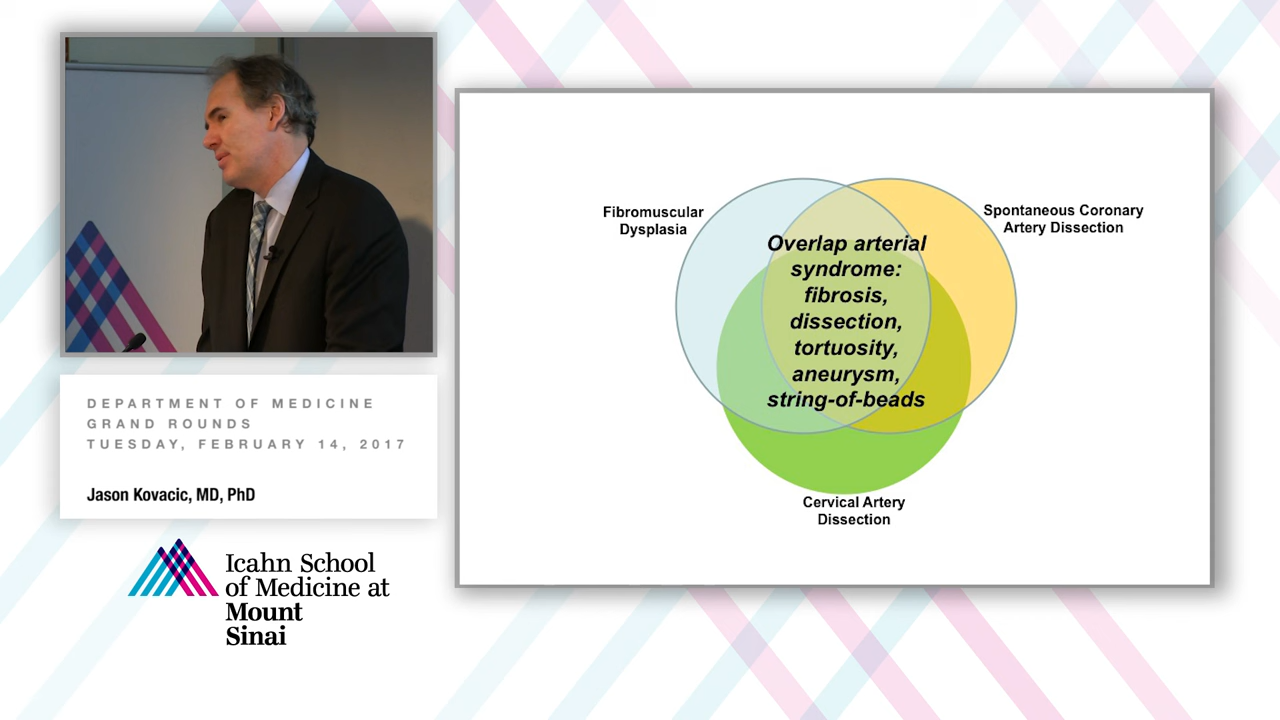 DEPARTMENT OF MEDICINE
GRAND ROUNDS
TUESDAY, FEBRUARY 14, 2017
Jason Kovacic, MD, PhD
Icahn School
of Medicine at
Mount
Sinai
Fibromuscular
Dysplasia
Spontaneous Coronary
Artery Dissection
Overlap arterial
syndrome:
fibrosis,
dissection,
tortuosity,
aneurysm,
string-of-beads
Cervical Artery
Dissection